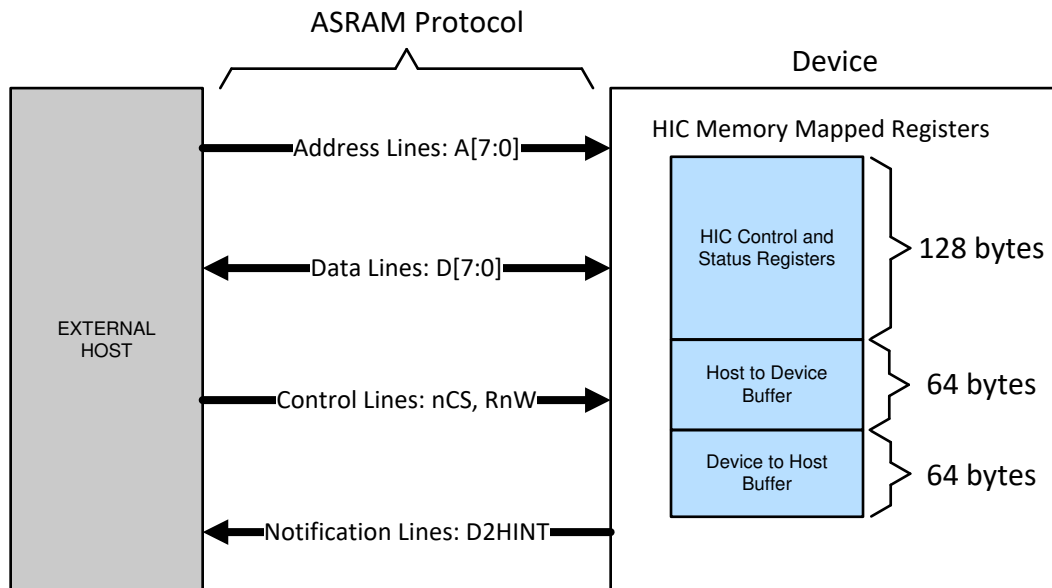 ASRAM Protocol
Device
HIC Memory Mapped Registers
Address Lines: A[7:0]
HIC Control and
Status Registers
128 bytes
Data Lines: D[7:0]
EXTERNAL
HOST
Host to Device
Buffer
64 bytes
Control Lines: nCS, RnW
Device to Host
Buffer
64 bytes
Notification Lines: D2HINT